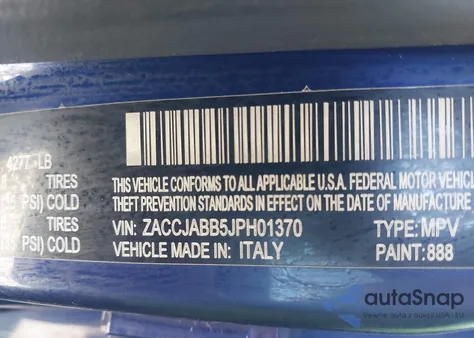 4277 LB
TIRES
PSI) COLD
TIRES
PSI) COLD
THIS VEHICLE CONFORMS TO ALL APPLICABLE U.S.A. FEDERAL MOTOR VEHICL
THEFT PREVENTION STANDARDS IN EFFECT ON THE DATE OF MANUFACTURE
VIN: ZACCJABB5JPH01370 TYPE: MPV
VEHICLE MADE IN: ITALY PAINT: 888
autoSnap